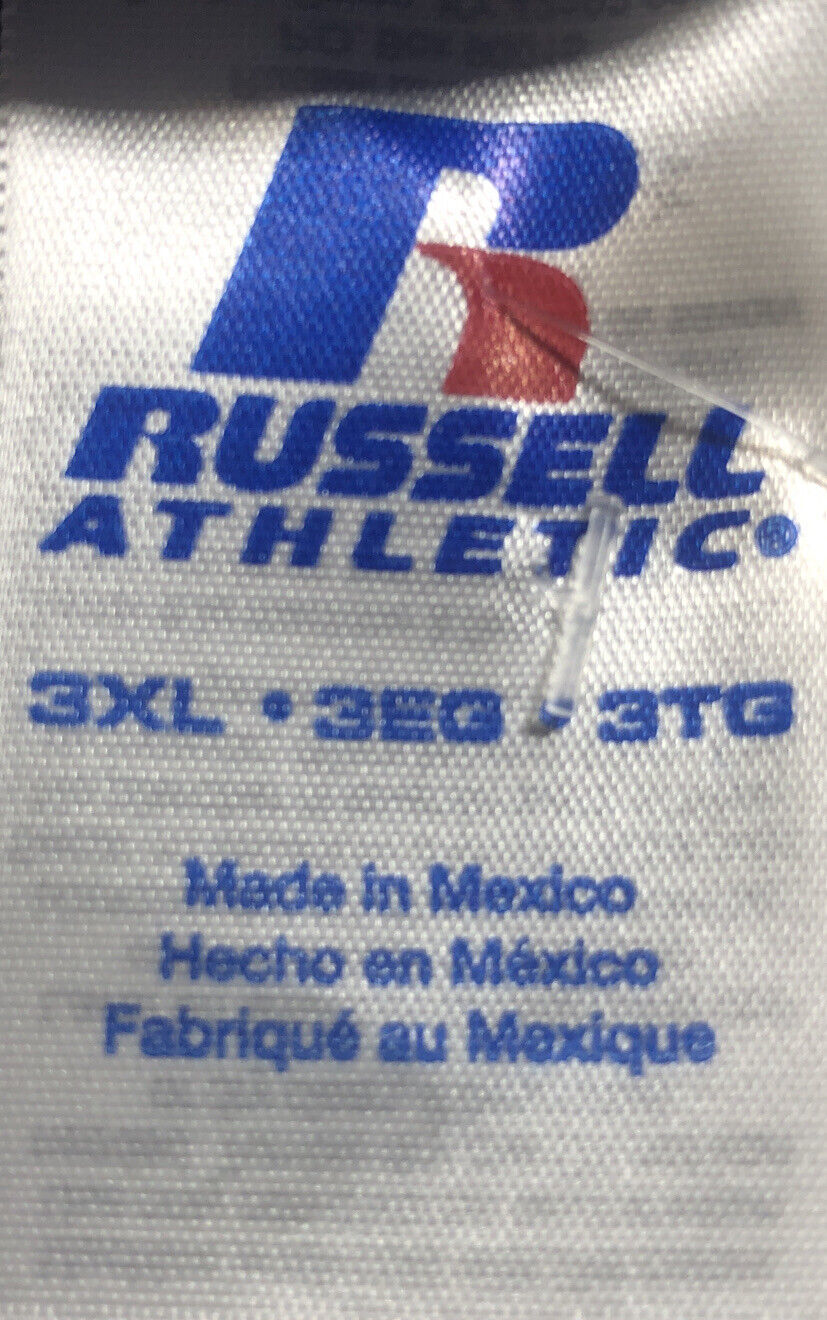 R
RUSSELL
ATHLETIC®
3XL • 3EG • 3TG
Made in Mexico
Hecho en México
Fabriqué au Mexique